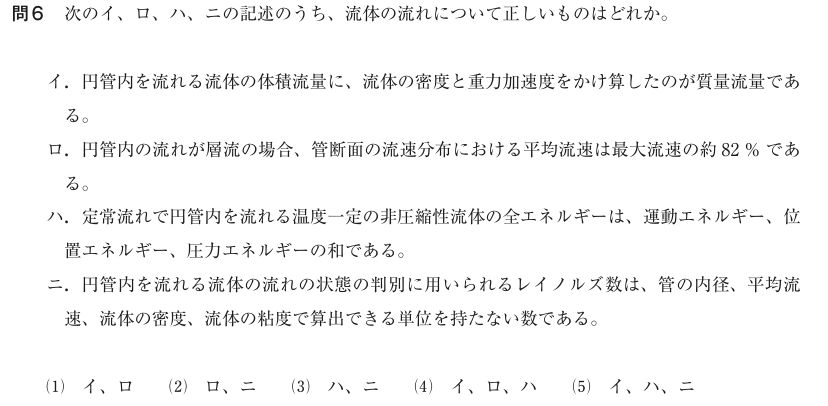 問6 次のイ、ロ、ハ、ニの記述のうち、流体の流れについて正しいものはどれか。
イ．円管内を流れる流体の体積流量に、流体の密度と重力加速度をかけ算したのが質量流量であ
る。
ロ．円管内の流れが層流の場合、管断面の流速分布における平均流速は最大流速の約 82 % であ
る。
ハ．定常流れで円管内を流れる温度一定の非圧縮性流体の全エネルギーは、運動エネルギー、位
置エネルギー、圧力エネルギーの和である。
ニ．円管内を流れる流体の流れの状態の判別に用いられるレイノルズ数は、管の内径、平均流
速、流体の密度、流体の粘度で算出できる単位を持たない数である。
(1) イ、ロ (2) ロ、ニ (3) ハ、ニ (4) イ、ロ、ハ (5) イ、ハ、ニ